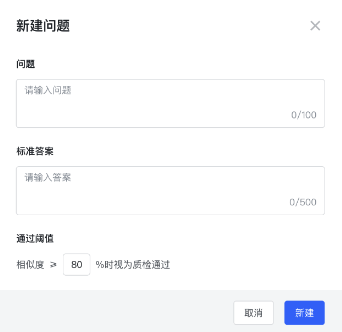 新建问题
问题
请输入问题
0/100
标准答案
请输入答案
0/500
通过阈值
相似度 ≥ 80 %时视为质检通过
取消 新建